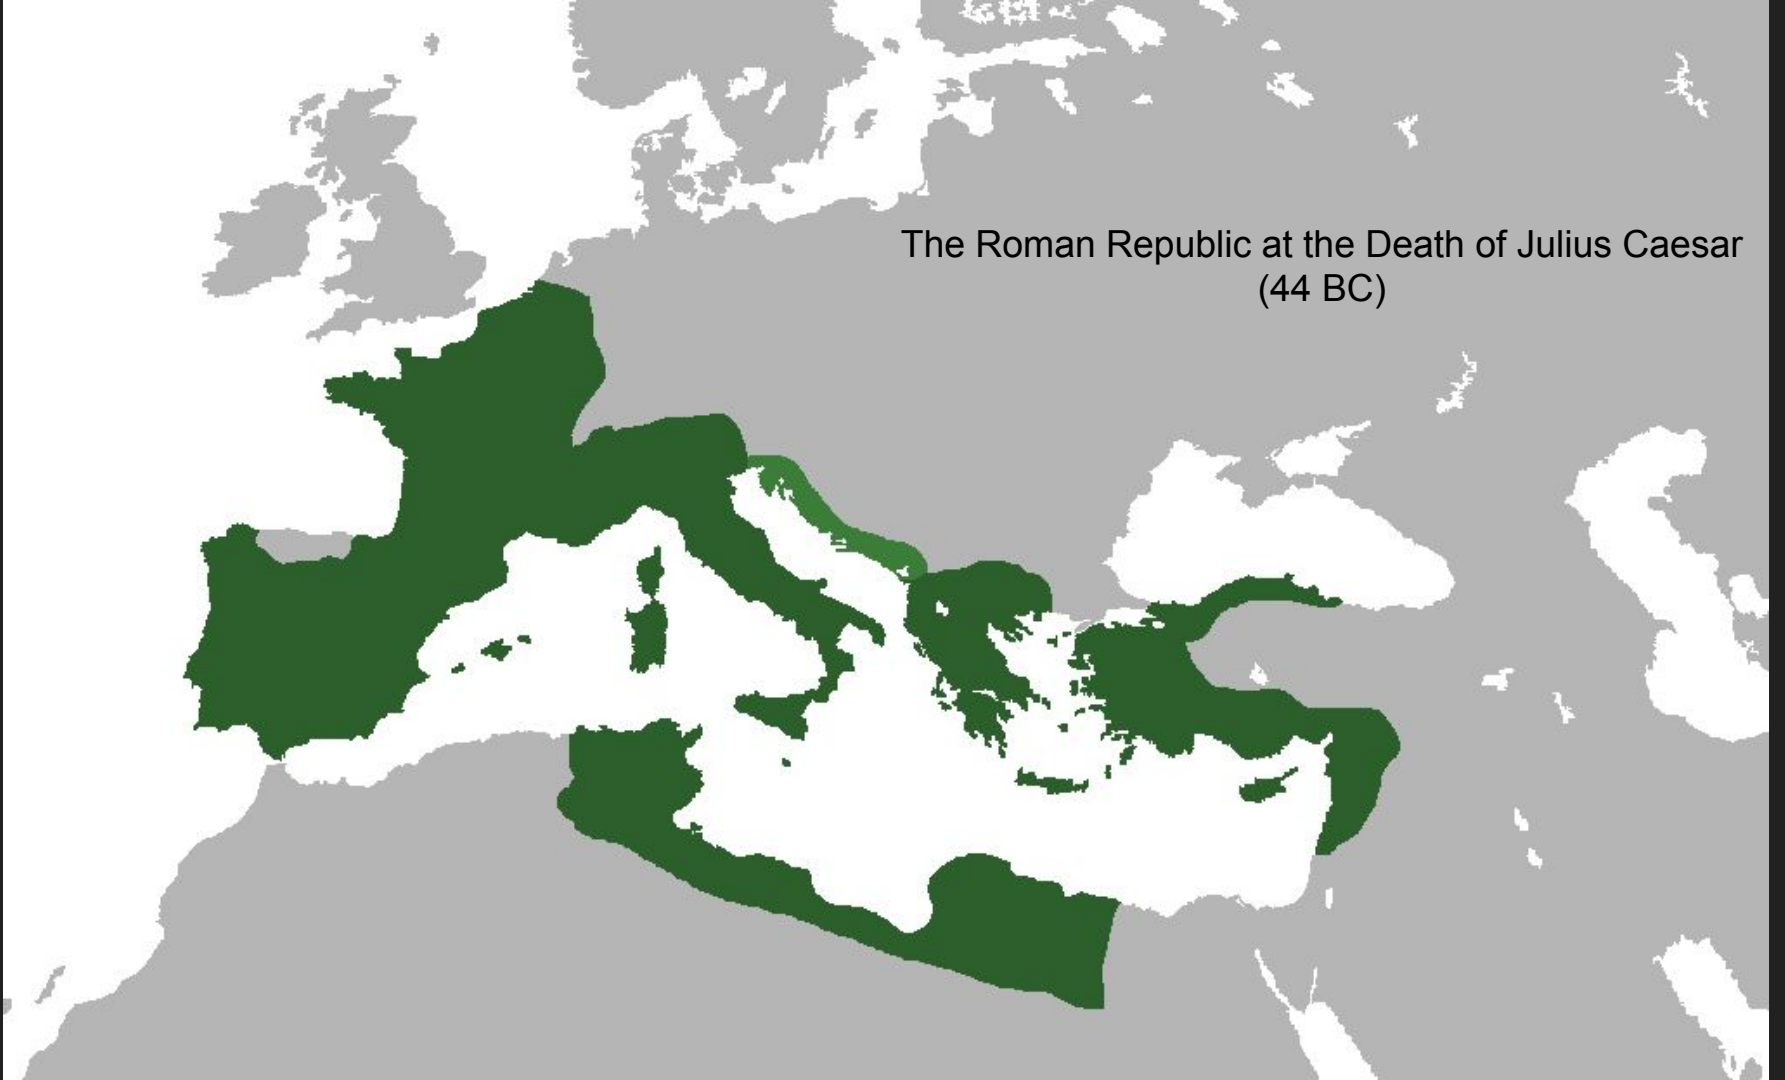 The Roman Republic at the Death of Julius Caesar
(44 BC)